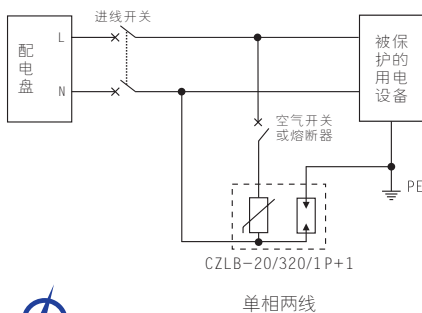 进线开关
配电盘
L
N
被保
护的
用电
设备
空气开关
或熔断器
PE
CZLB-20/320/1P+1
单相两线